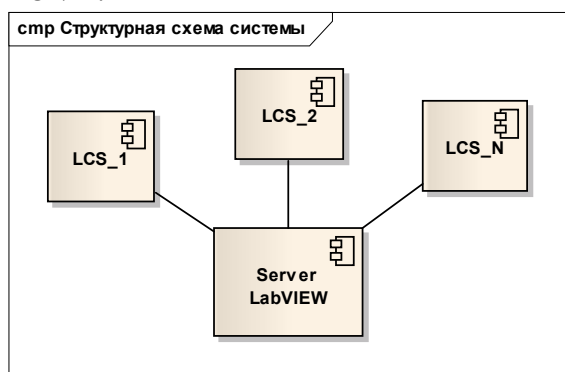 cmp Структурная схема системы
LCS_1
LCS_2
LCS_N
Server
LabVIEW